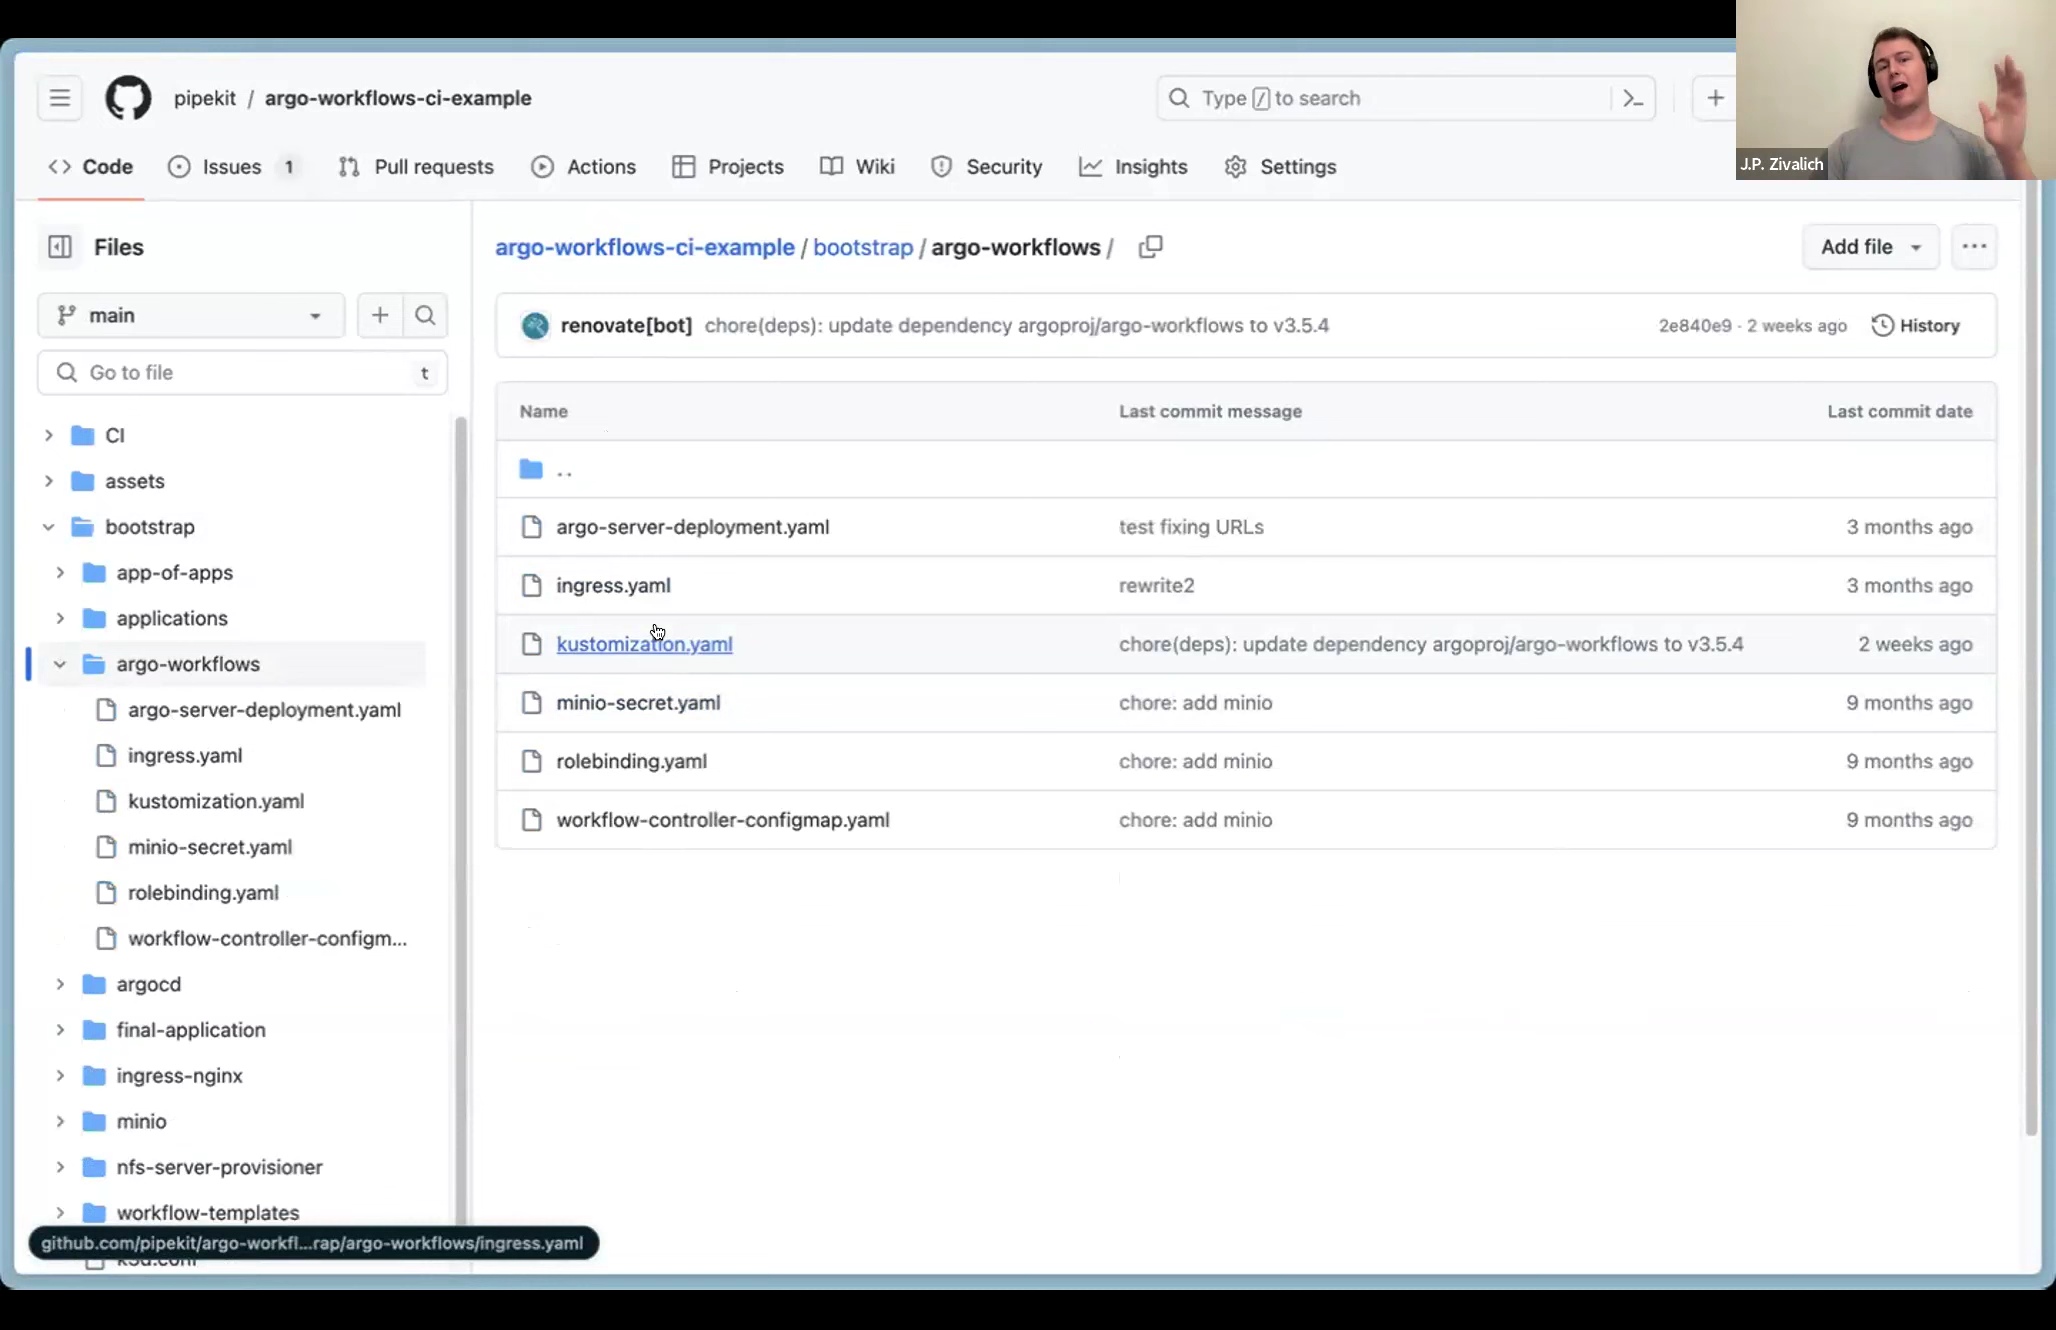 pipekit / argo-workflows-ci-example
Type / to search
J.P. Zivalich
Code
Issues 1
Pull requests
Actions
Projects
Wiki
Security
Insights
Settings
Files
main
Go to file t
CI
assets
bootstrap
app-of-apps
applications
argo-workflows
argo-server-deployment.yaml
ingress.yaml
kustomization.yaml
minio-secret.yaml
rolebinding.yaml
workflow-controller-configm...
argocd
final-application
ingress-nginx
minio
nfs-server-provisioner
workflow-templates
github.com/pipekit/argo-workfl...rap/argo-workflows/ingress.yaml
argo-workflows-ci-example / bootstrap / argo-workflows /
Add file
renovate[bot] chore(deps): update dependency argoproj/argo-workflows to v3.5.4 2e840e9 · 2 weeks ago History
Name Last commit message Last commit date
..
argo-server-deployment.yaml test fixing URLs 3 months ago
ingress.yaml rewrite2 3 months ago
kustomization.yaml chore(deps): update dependency argoproj/argo-workflows to v3.5.4 2 weeks ago
minio-secret.yaml chore: add minio 9 months ago
rolebinding.yaml chore: add minio 9 months ago
workflow-controller-configmap.yaml chore: add minio 9 months ago